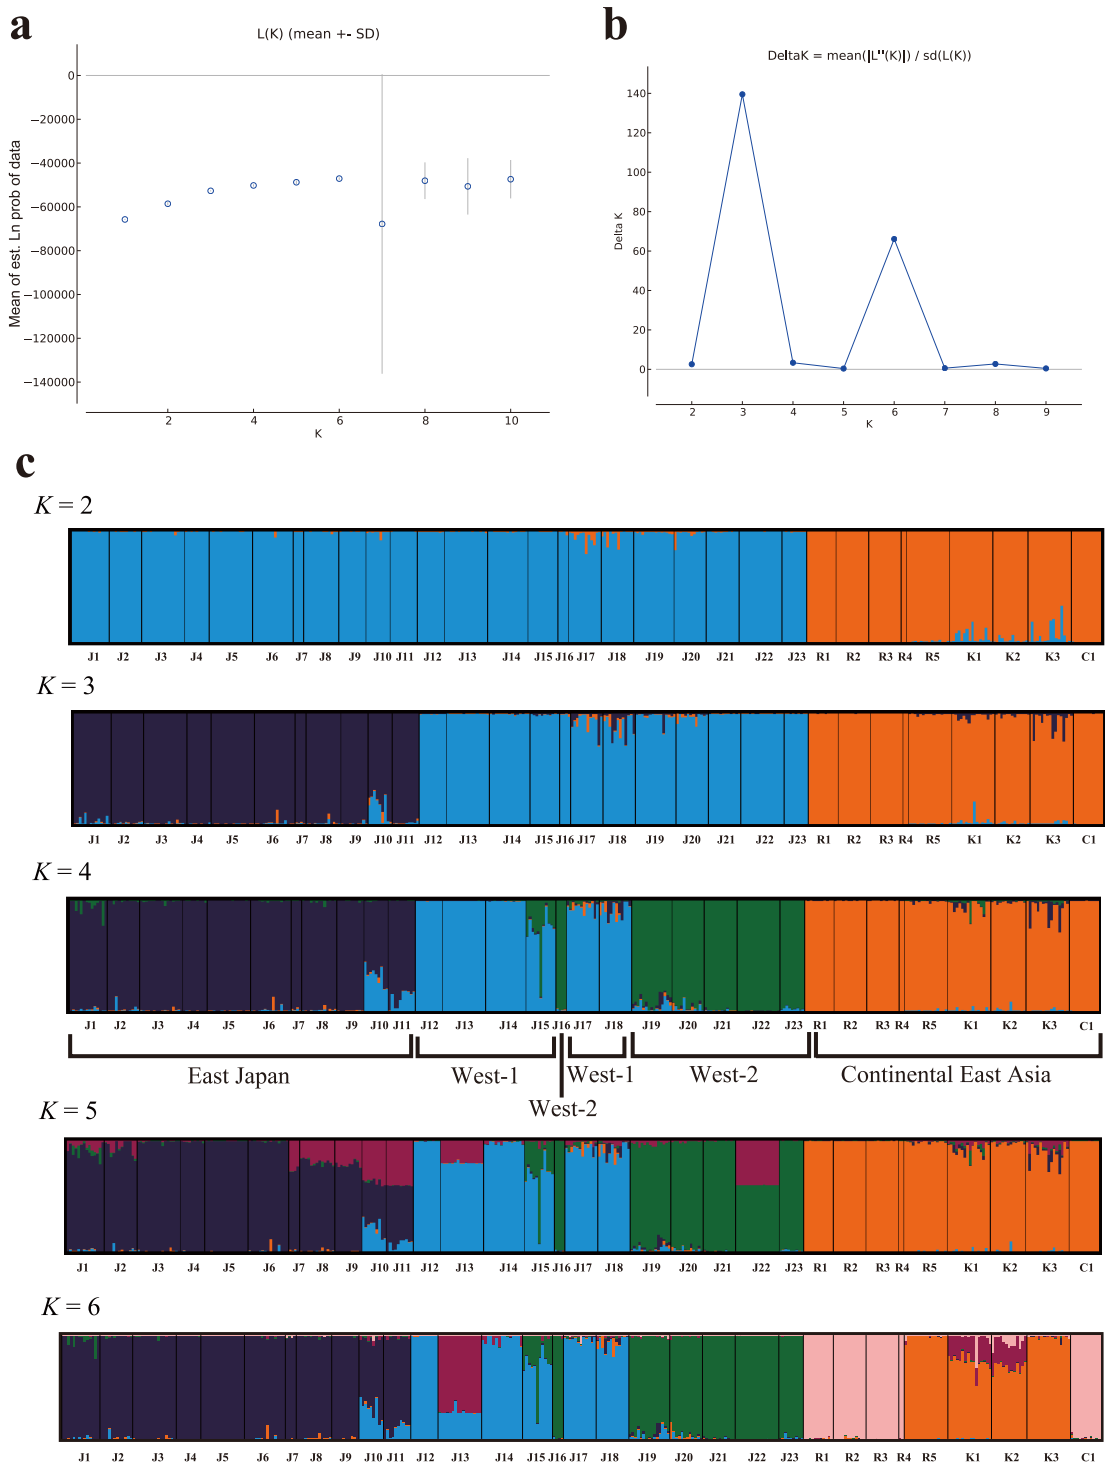 a
L(K) (mean +- SD)
0
−20000
−40000
−60000
−80000
−100000
−120000
−140000
Mean of est. Ln prob of data
2 4 6 8 10
K
b
DeltaK = mean(|L''(K)|) / sd(L(K))
140
120
100
80
60
40
20
0
Delta K
2 3 4 5 6 7 8 9
K
c
K = 2
J1 J2 J3 J4 J5 J6 J7 J8 J9 J10 J11 J12 J13 J14 J15 J16 J17 J18 J19 J20 J21 J22 J23 R1 R2 R3 R4 R5 K1 K2 K3 C1
K = 3
J1 J2 J3 J4 J5 J6 J7 J8 J9 J10 J11 J12 J13 J14 J15 J16 J17 J18 J19 J20 J21 J22 J23 R1 R2 R3 R4 R5 K1 K2 K3 C1
K = 4
J1 J2 J3 J4 J5 J6 J7 J8 J9 J10 J11 J12 J13 J14 J15 J16 J17 J18 J19 J20 J21 J22 J23 R1 R2 R3 R4 R5 K1 K2 K3 C1
East Japan West-1 West-1 West-2 Continental East Asia
West-2
K = 5
J1 J2 J3 J4 J5 J6 J7 J8 J9 J10 J11 J12 J13 J14 J15 J16 J17 J18 J19 J20 J21 J22 J23 R1 R2 R3 R4 R5 K1 K2 K3 C1
K = 6
J1 J2 J3 J4 J5 J6 J7 J8 J9 J10 J11 J12 J13 J14 J15 J16 J17 J18 J19 J20 J21 J22 J23 R1 R2 R3 R4 R5 K1 K2 K3 C1